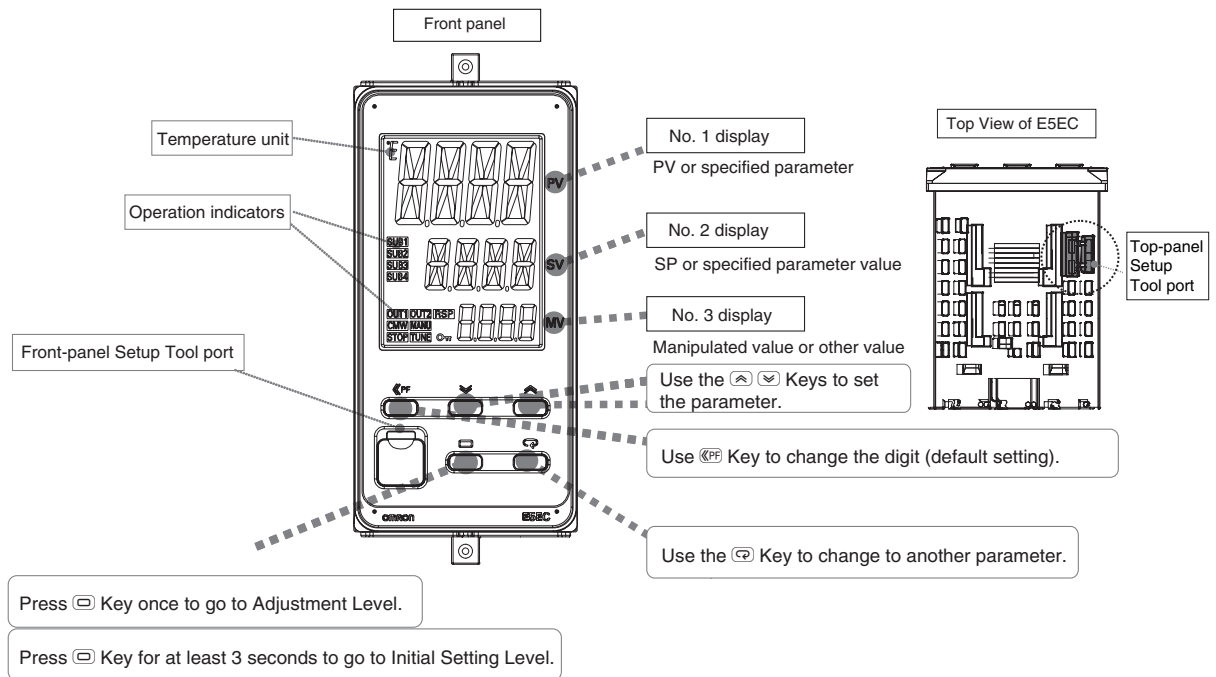 Front panel
Temperature unit
Operation indicators
Front-panel Setup Tool port
PV
SUB1
SUB2
SUB3
SUB4
SV
OUT1 OUT2 RSP
CMW MANU
STOP TUNE
MV
PF
omron E5EC
No. 1 display
PV or specified parameter
No. 2 display
SP or specified parameter value
No. 3 display
Manipulated value or other value
Use the Keys to set
the parameter.
Use PF Key to change the digit (default setting).
Use the Key to change to another parameter.
Press Key once to go to Adjustment Level.
Press Key for at least 3 seconds to go to Initial Setting Level.
Top View of E5EC
Top-panel
Setup
Tool port